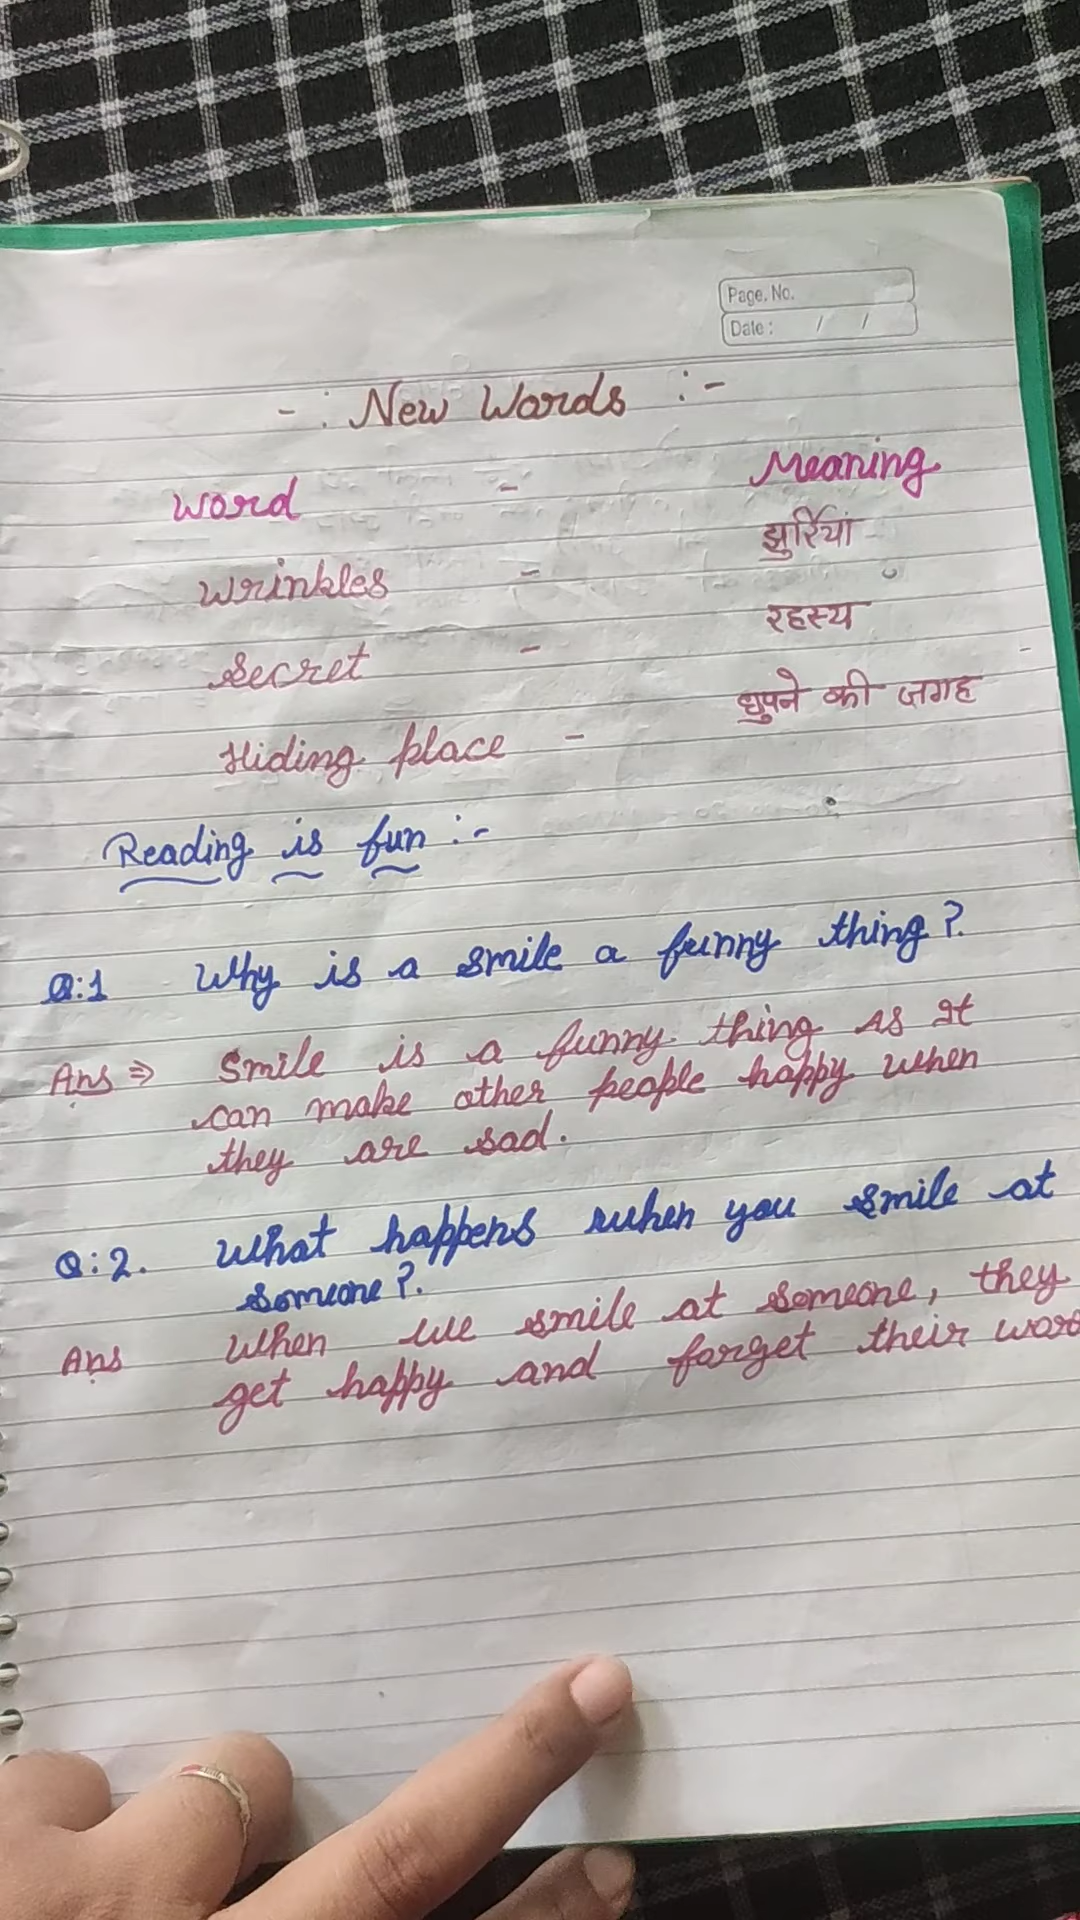 Page. No.
Date : / /
- : New Words :-
Word - Meaning
Wrinkles - झुर्रियां
Secret - रहस्य
Hiding place - छुपने की जगह
Reading is fun :-
Q:1 Why is a smile a funny thing?
Ans ⇒ Smile is a funny thing as it
can make other people happy when
they are sad.
Q:2. What happens when you smile at
someone?
Ans When we smile at someone, they
get happy and forget their